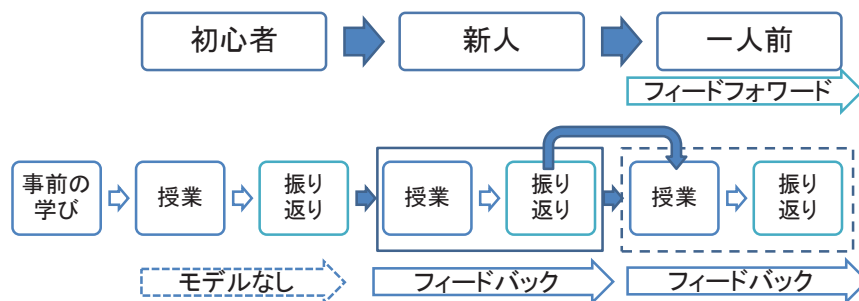 初心者
新人
一人前
フィードフォワード
事前の
学び
授業
振り
返り
授業
振り
返り
授業
振り
返り
モデルなし
フィードバック
フィードバック